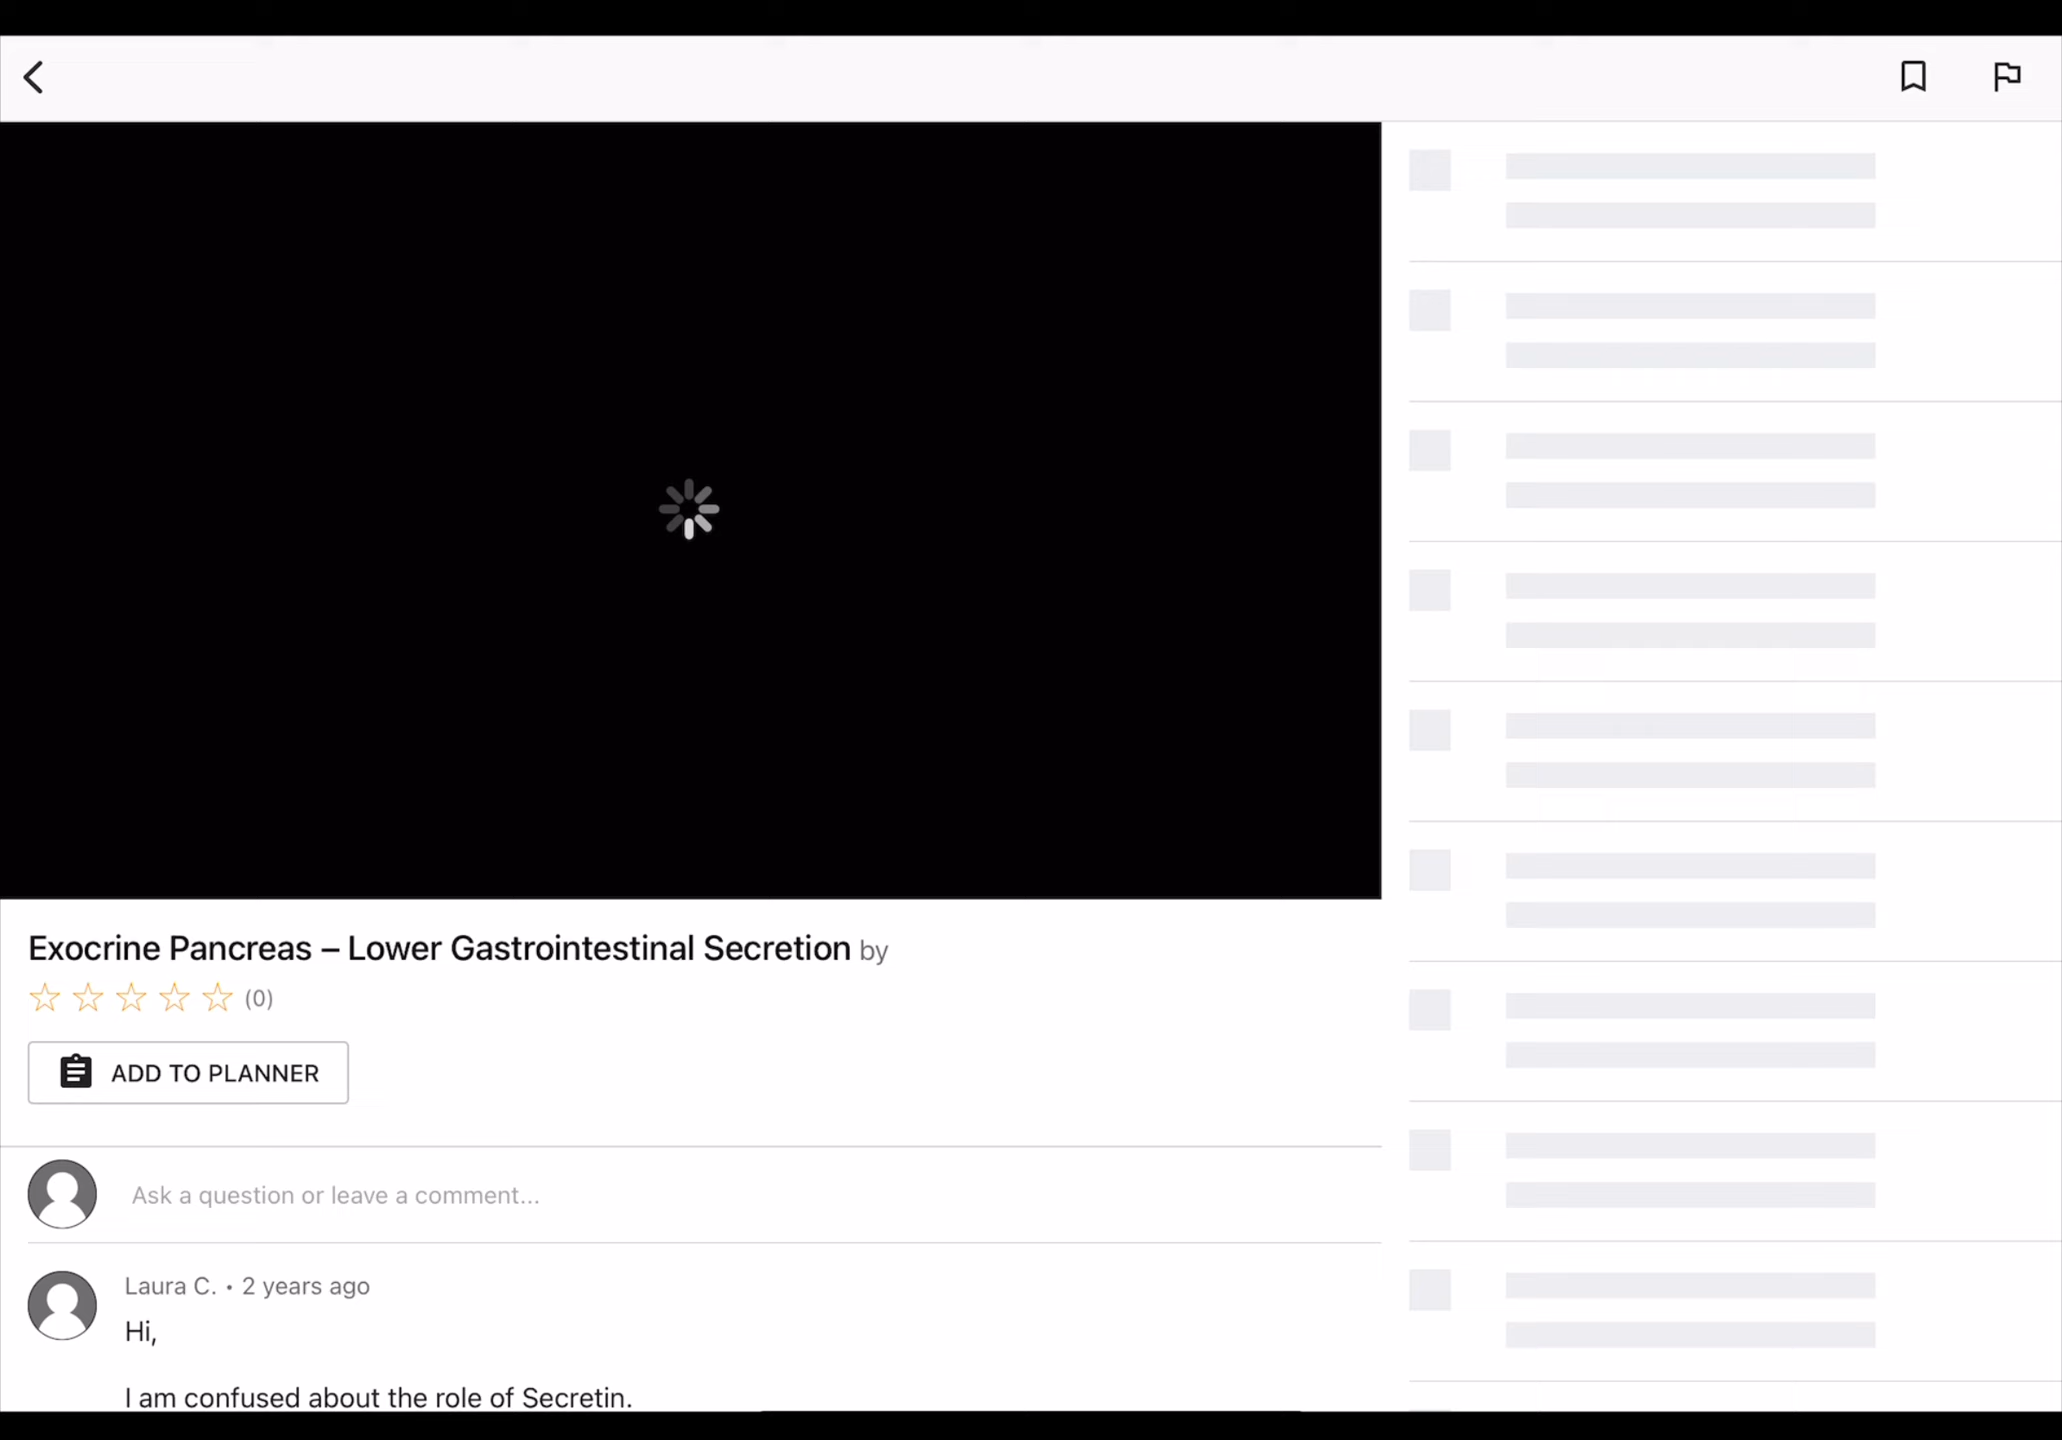 Exocrine Pancreas – Lower Gastrointestinal Secretion by
(0)
ADD TO PLANNER
Ask a question or leave a comment...
Laura C. • 2 years ago
Hi,
I am confused about the role of Secretin.